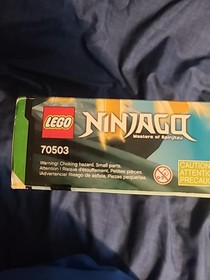 LEGO
NINJAGO
Masters of Spinjitzu
70503
Warning! Choking hazard. Small parts.
Attention ! Risque d'étouffement. Petites pièces.
¡Advertencia! Riesgo de asfixia. Piezas pequeñas.
CAUTION
ATTENTIO
PRECAU